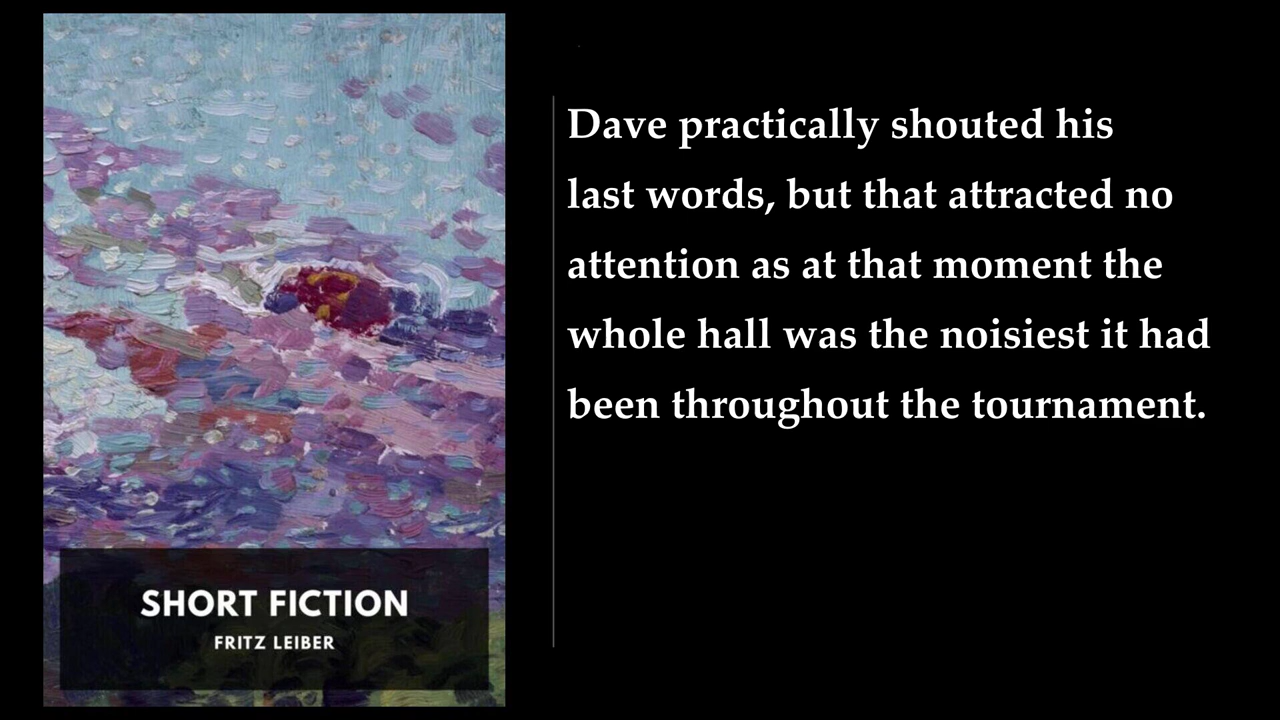 SHORT FICTION
FRITZ LEIBER
Dave practically shouted his
last words, but that attracted no
attention as at that moment the
whole hall was the noisiest it had
been throughout the tournament.